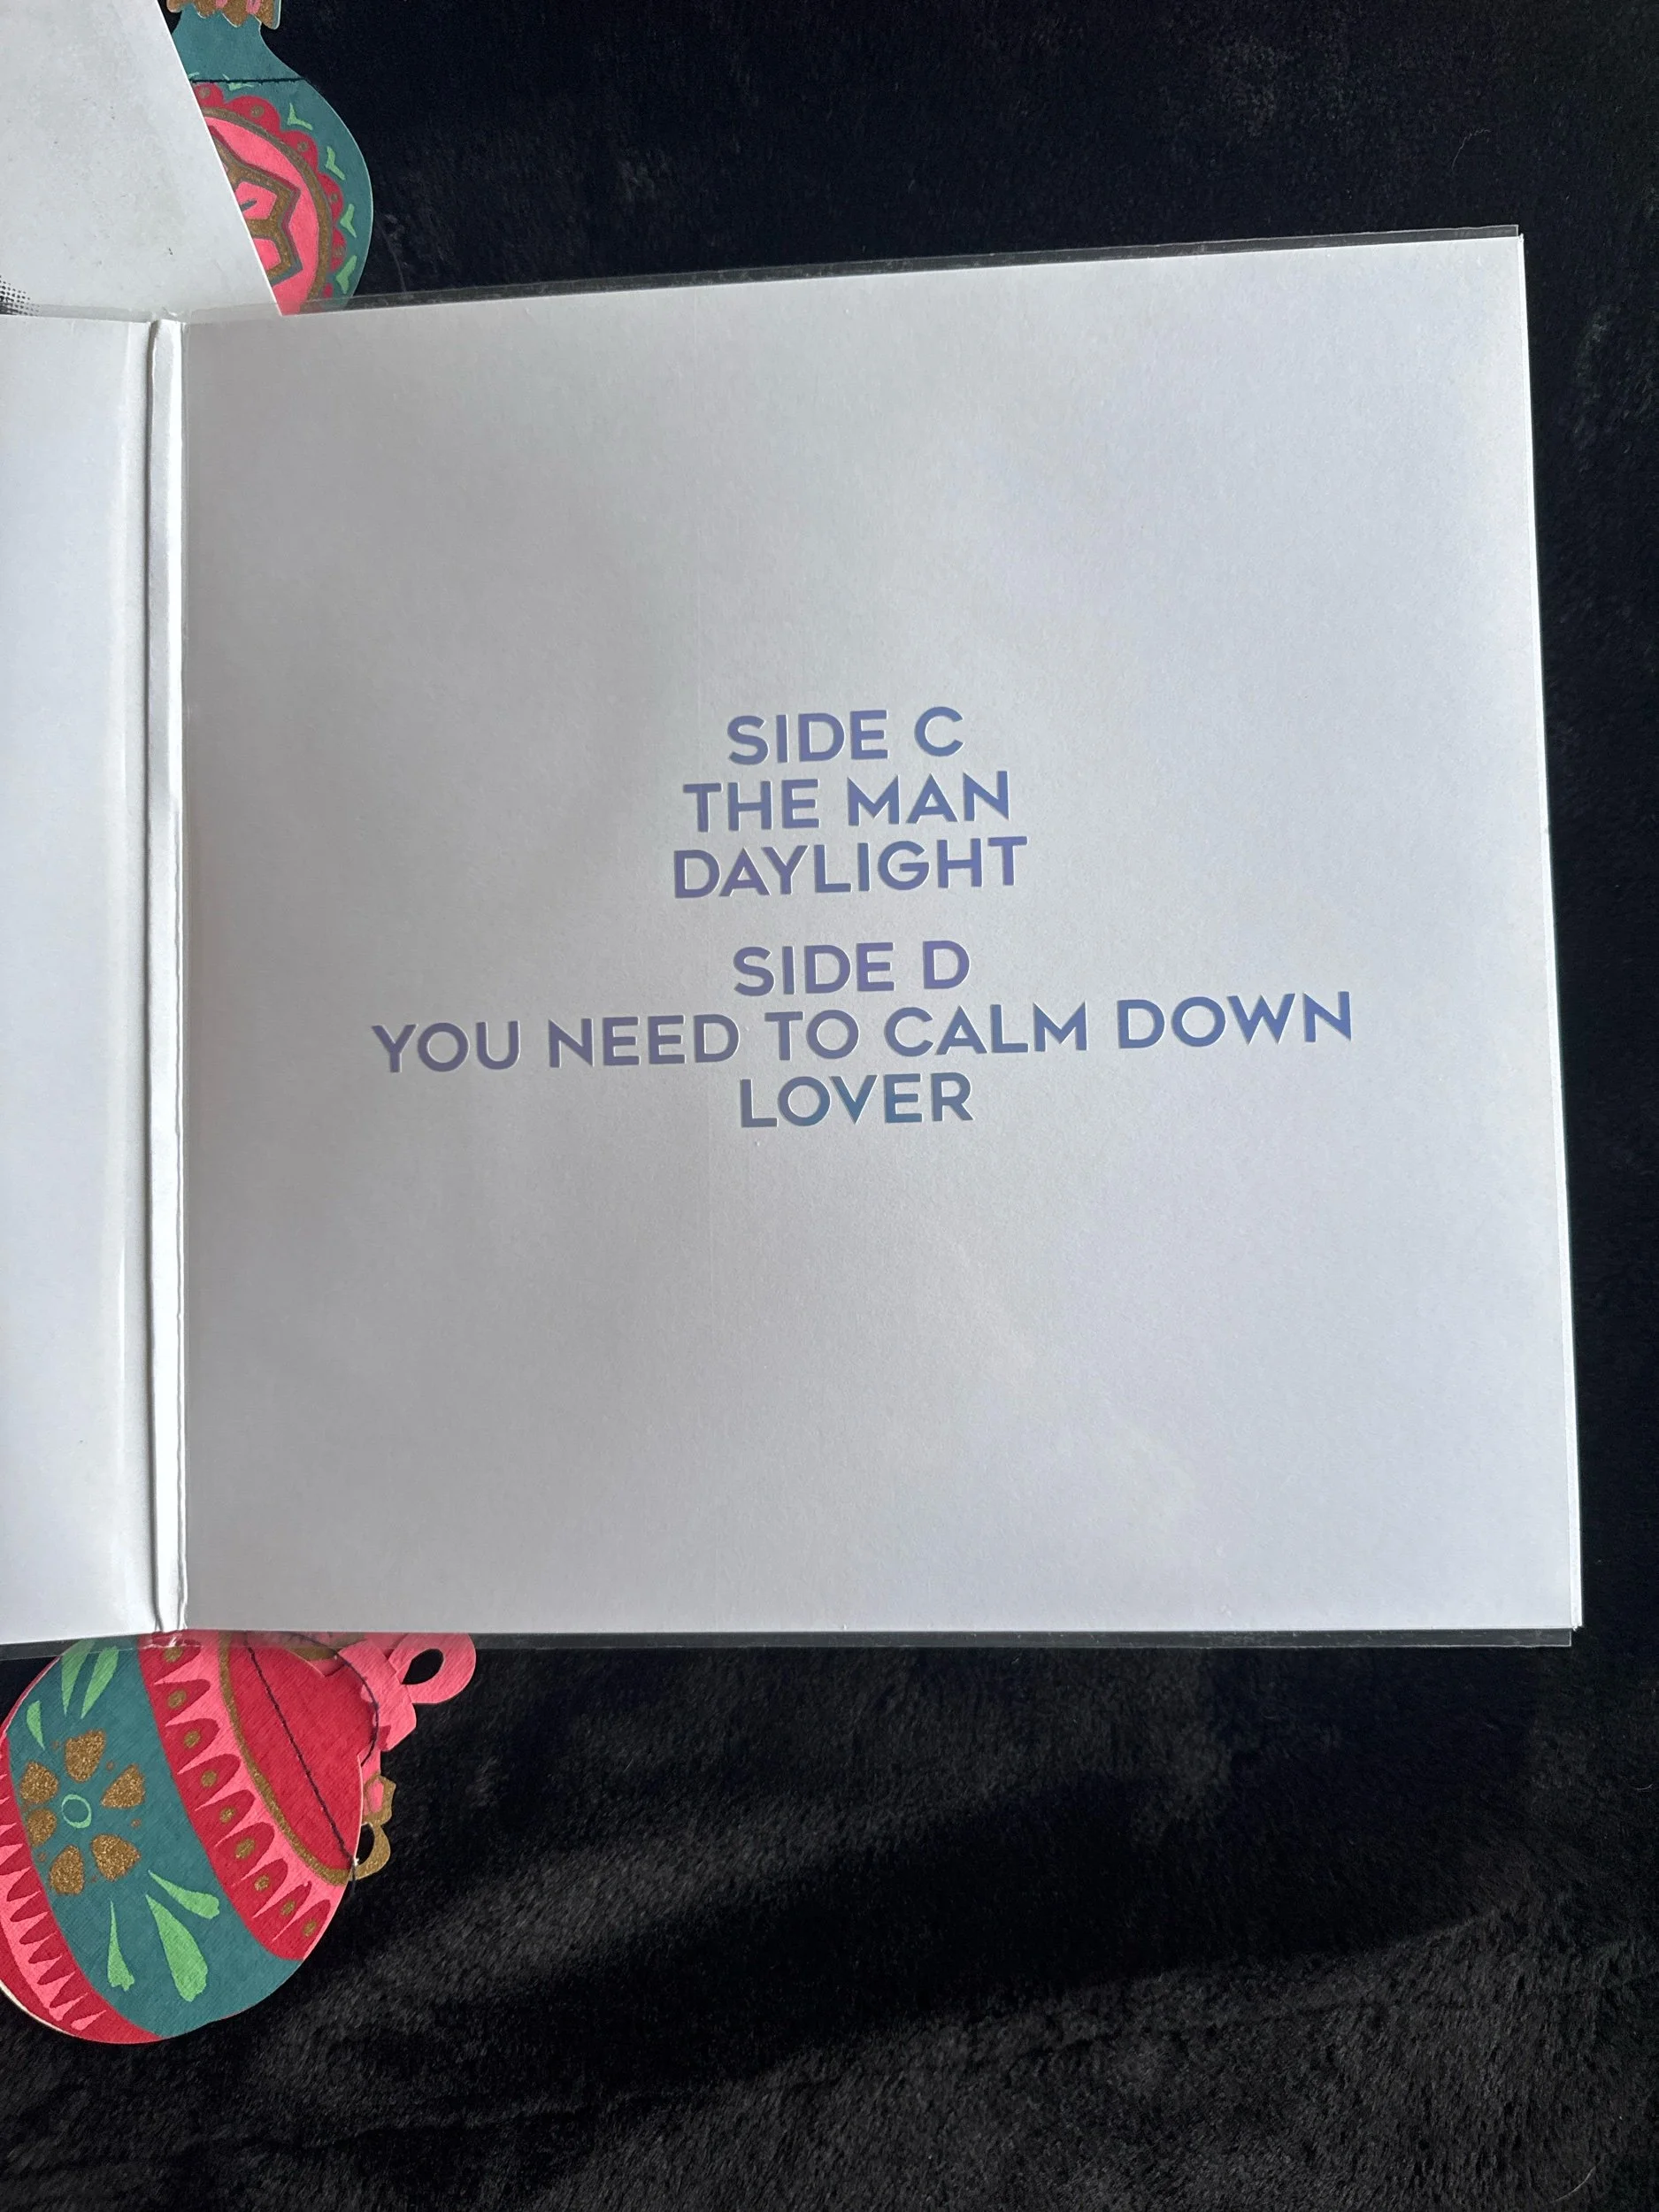 SIDE C
THE MAN
DAYLIGHT
SIDE D
YOU NEED TO CALM DOWN
LOVER